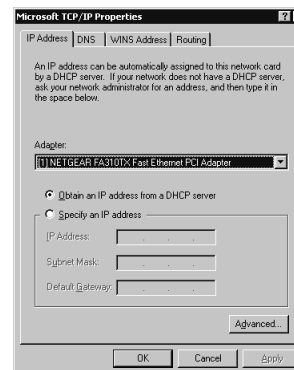 Microsoft TCP/IP Properties
IP Address DNS WINS Address Routing
An IP address can be automatically assigned to this network card
by a DHCP server. If your network does not have a DHCP server,
ask your network administrator for an address, and then type it in
the space below.
Adapter:
[1] NETGEAR FA310TX Fast Ethernet PCI Adapter
Obtain an IP address from a DHCP server
Specify an IP address
IP Address:
Subnet Mask:
Default Gateway:
Advanced...
OK Cancel Apply